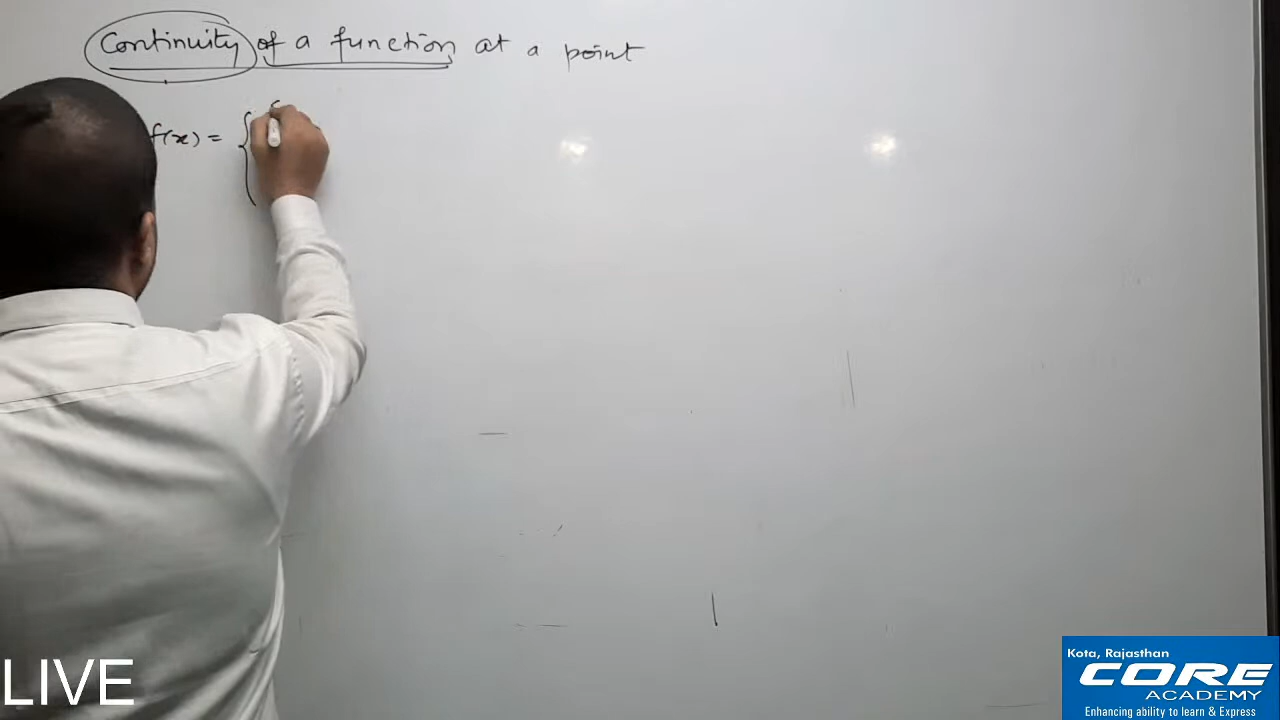 Continuity of a function at a point
f(x) = {
LIVE
Kota, Rajasthan
CORE
ACADEMY
Enhancing ability to learn & Express